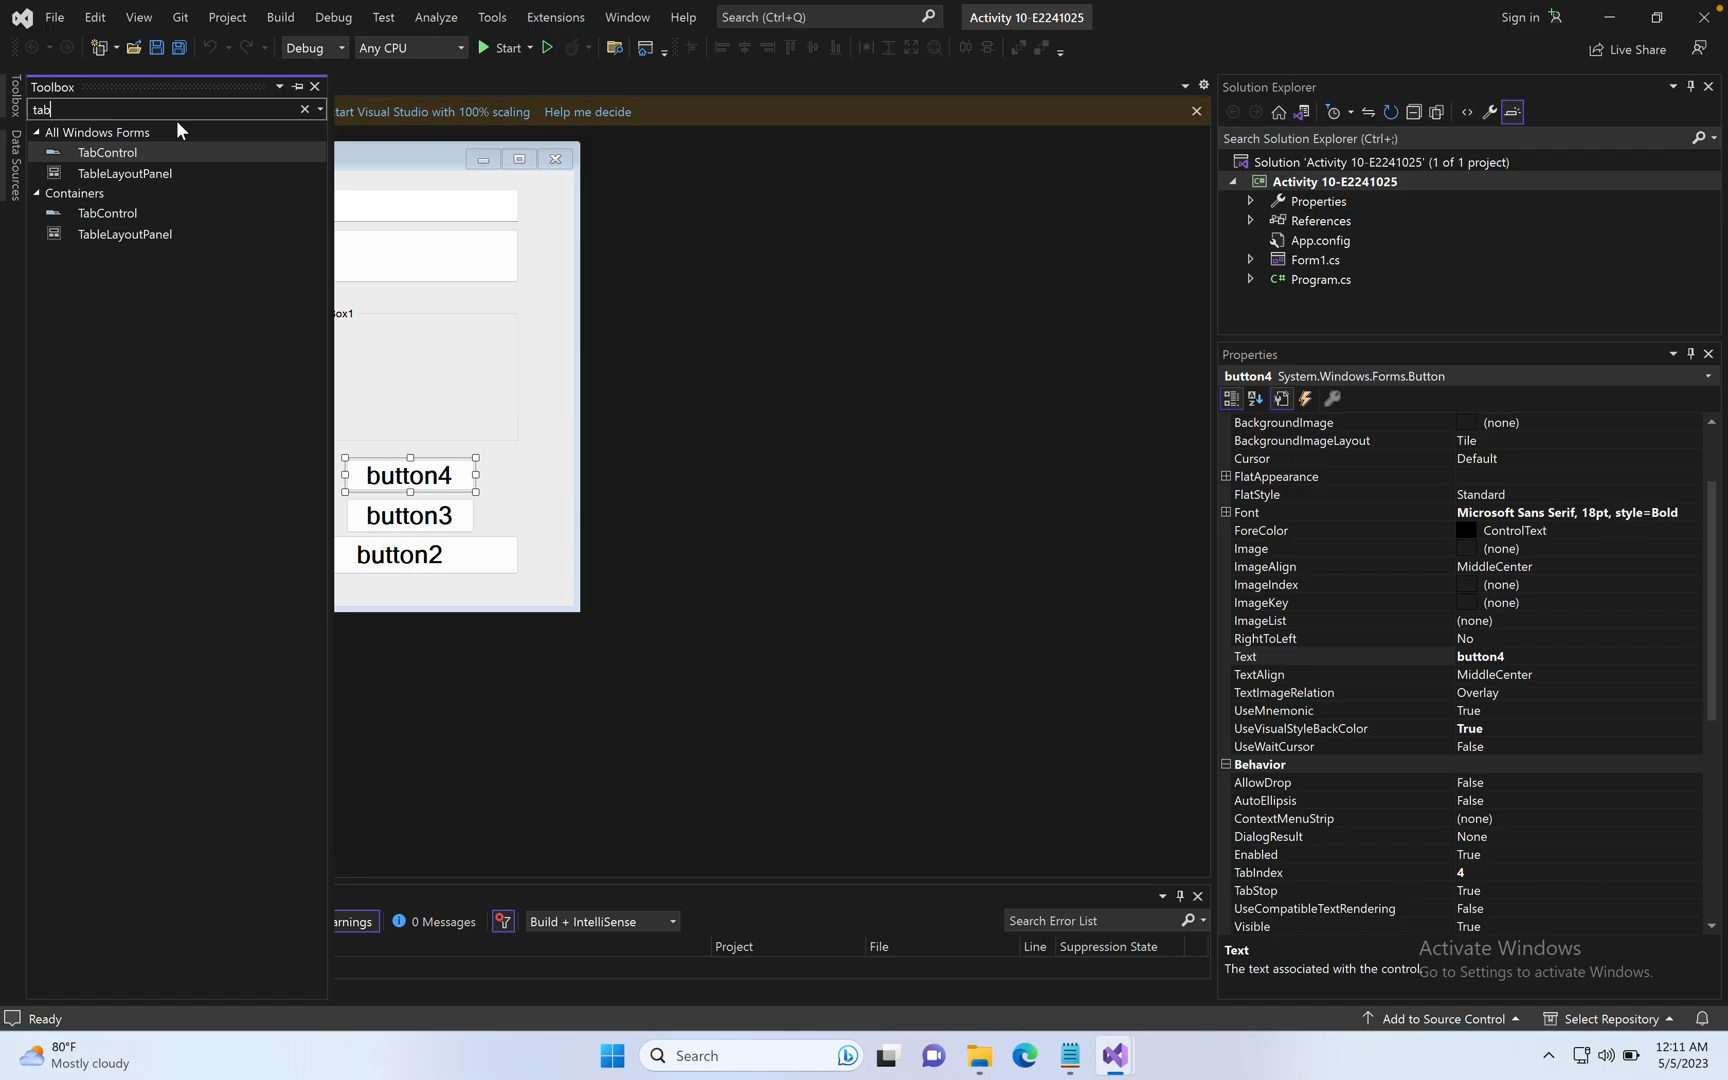 File Edit View Git Project Build Debug Test Analyze Tools Extensions Window Help Search (Ctrl+Q) Activity 10-E2241025 Sign in
Debug Any CPU Start Live Share
Toolbox
Data Sources
Toolbox
tab
All Windows Forms
TabControl
TableLayoutPanel
Containers
TabControl
TableLayoutPanel
tart Visual Studio with 100% scaling Help me decide
ox1
button4
button3
button2
Solution Explorer
Search Solution Explorer (Ctrl+;)
Solution 'Activity 10-E2241025' (1 of 1 project)
C# Activity 10-E2241025
Properties
References
App.config
Form1.cs
C# Program.cs
Properties
button4 System.Windows.Forms.Button
BackgroundImage (none)
BackgroundImageLayout Tile
Cursor Default
FlatAppearance
FlatStyle Standard
Font Microsoft Sans Serif, 18pt, style=Bold
ForeColor ControlText
Image (none)
ImageAlign MiddleCenter
ImageIndex (none)
ImageKey (none)
ImageList (none)
RightToLeft No
Text button4
TextAlign MiddleCenter
TextImageRelation Overlay
UseMnemonic True
UseVisualStyleBackColor True
UseWaitCursor False
Behavior
AllowDrop False
AutoEllipsis False
ContextMenuStrip (none)
DialogResult None
Enabled True
TabIndex 4
TabStop True
UseCompatibleTextRendering False
Visible True
Text
The text associated with the control.
Activate Windows
Go to Settings to activate Windows.
arnings 0 Messages Build + IntelliSense Search Error List
Project File Line Suppression State
Ready Add to Source Control Select Repository
80°F
Mostly cloudy
Search
12:11 AM
5/5/2023